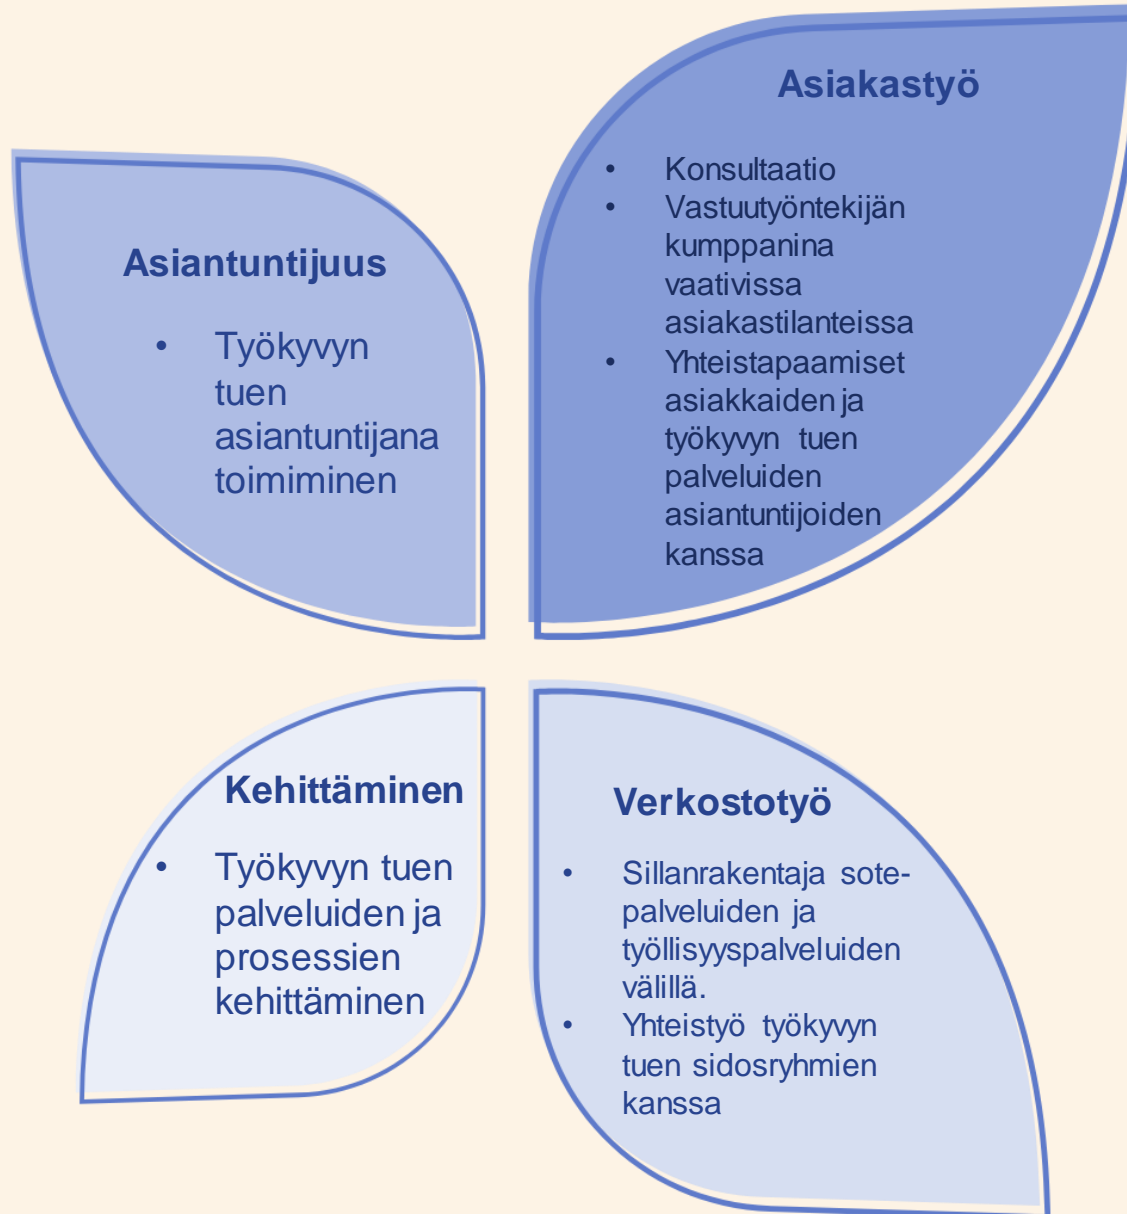 Asiantuntijuus
• Työkyvyn
tuen
asiantuntijana
toimiminen
Asiakastyö
• Konsultaatio
• Vastuutyöntekijän
kumppanina
vaativissa
asiakastilanteissa
• Yhteistapaamiset
asiakkaiden ja
työkyvyn tuen
palveluiden
asiantuntijoiden
kanssa
Kehittäminen
• Työkyvyn tuen
palveluiden ja
prosessien
kehittäminen
Verkostotyö
• Sillanrakentaja sote-
palveluiden ja
työllisyyspalveluiden
välillä.
• Yhteistyö työkyvyn
tuen sidosryhmien
kanssa